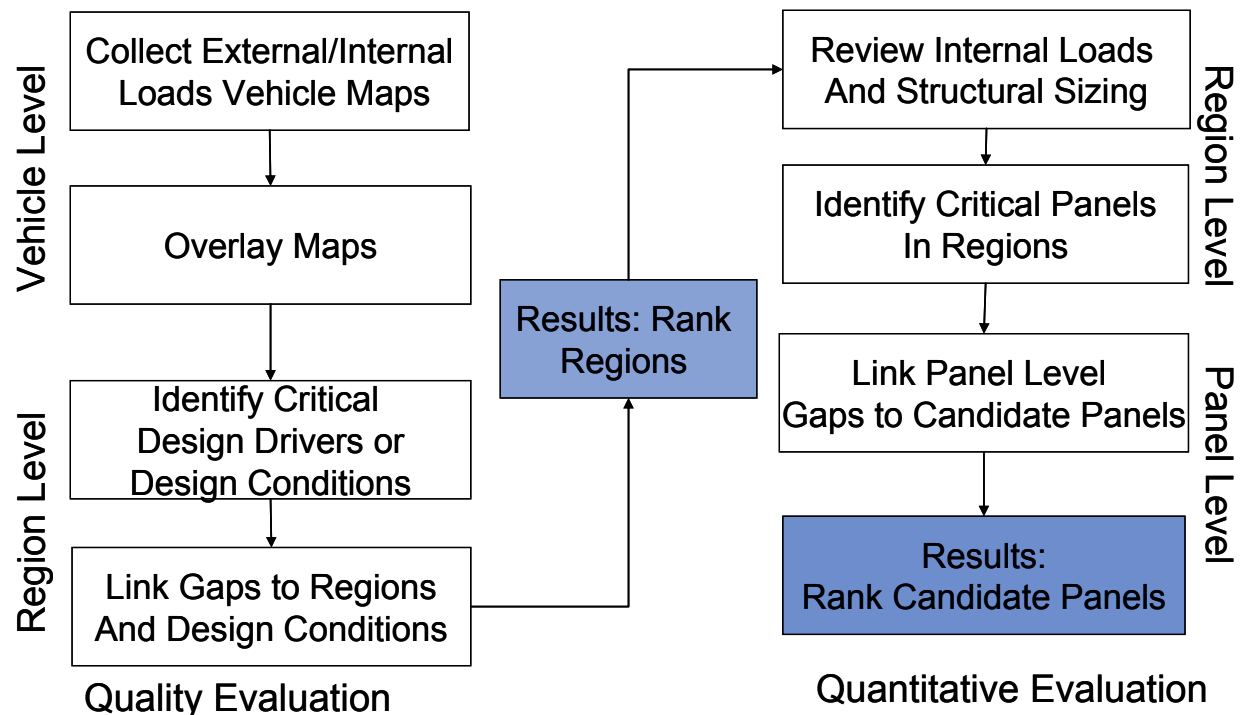 Vehicle Level
Collect External/Internal
Loads Vehicle Maps
Overlay Maps
Region Level
Identify Critical
Design Drivers or
Design Conditions
Link Gaps to Regions
And Design Conditions
Quality Evaluation
Results: Rank
Regions
Review Internal Loads
And Structural Sizing
Identify Critical Panels
In Regions
Region Level
Link Panel Level
Gaps to Candidate Panels
Results:
Rank Candidate Panels
Panel Level
Quantitative Evaluation